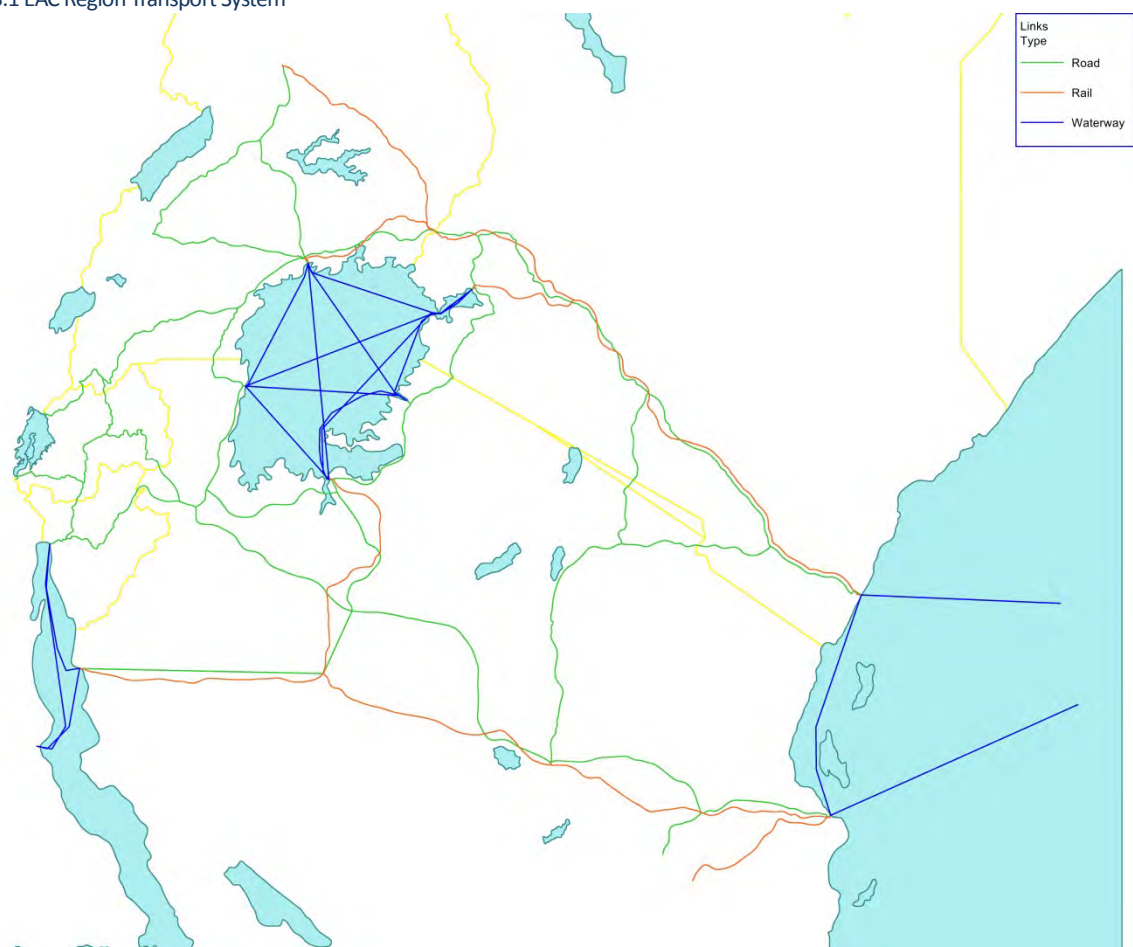 .1 EAC Region Transport System
Links
Type
Road
Rail
Waterway